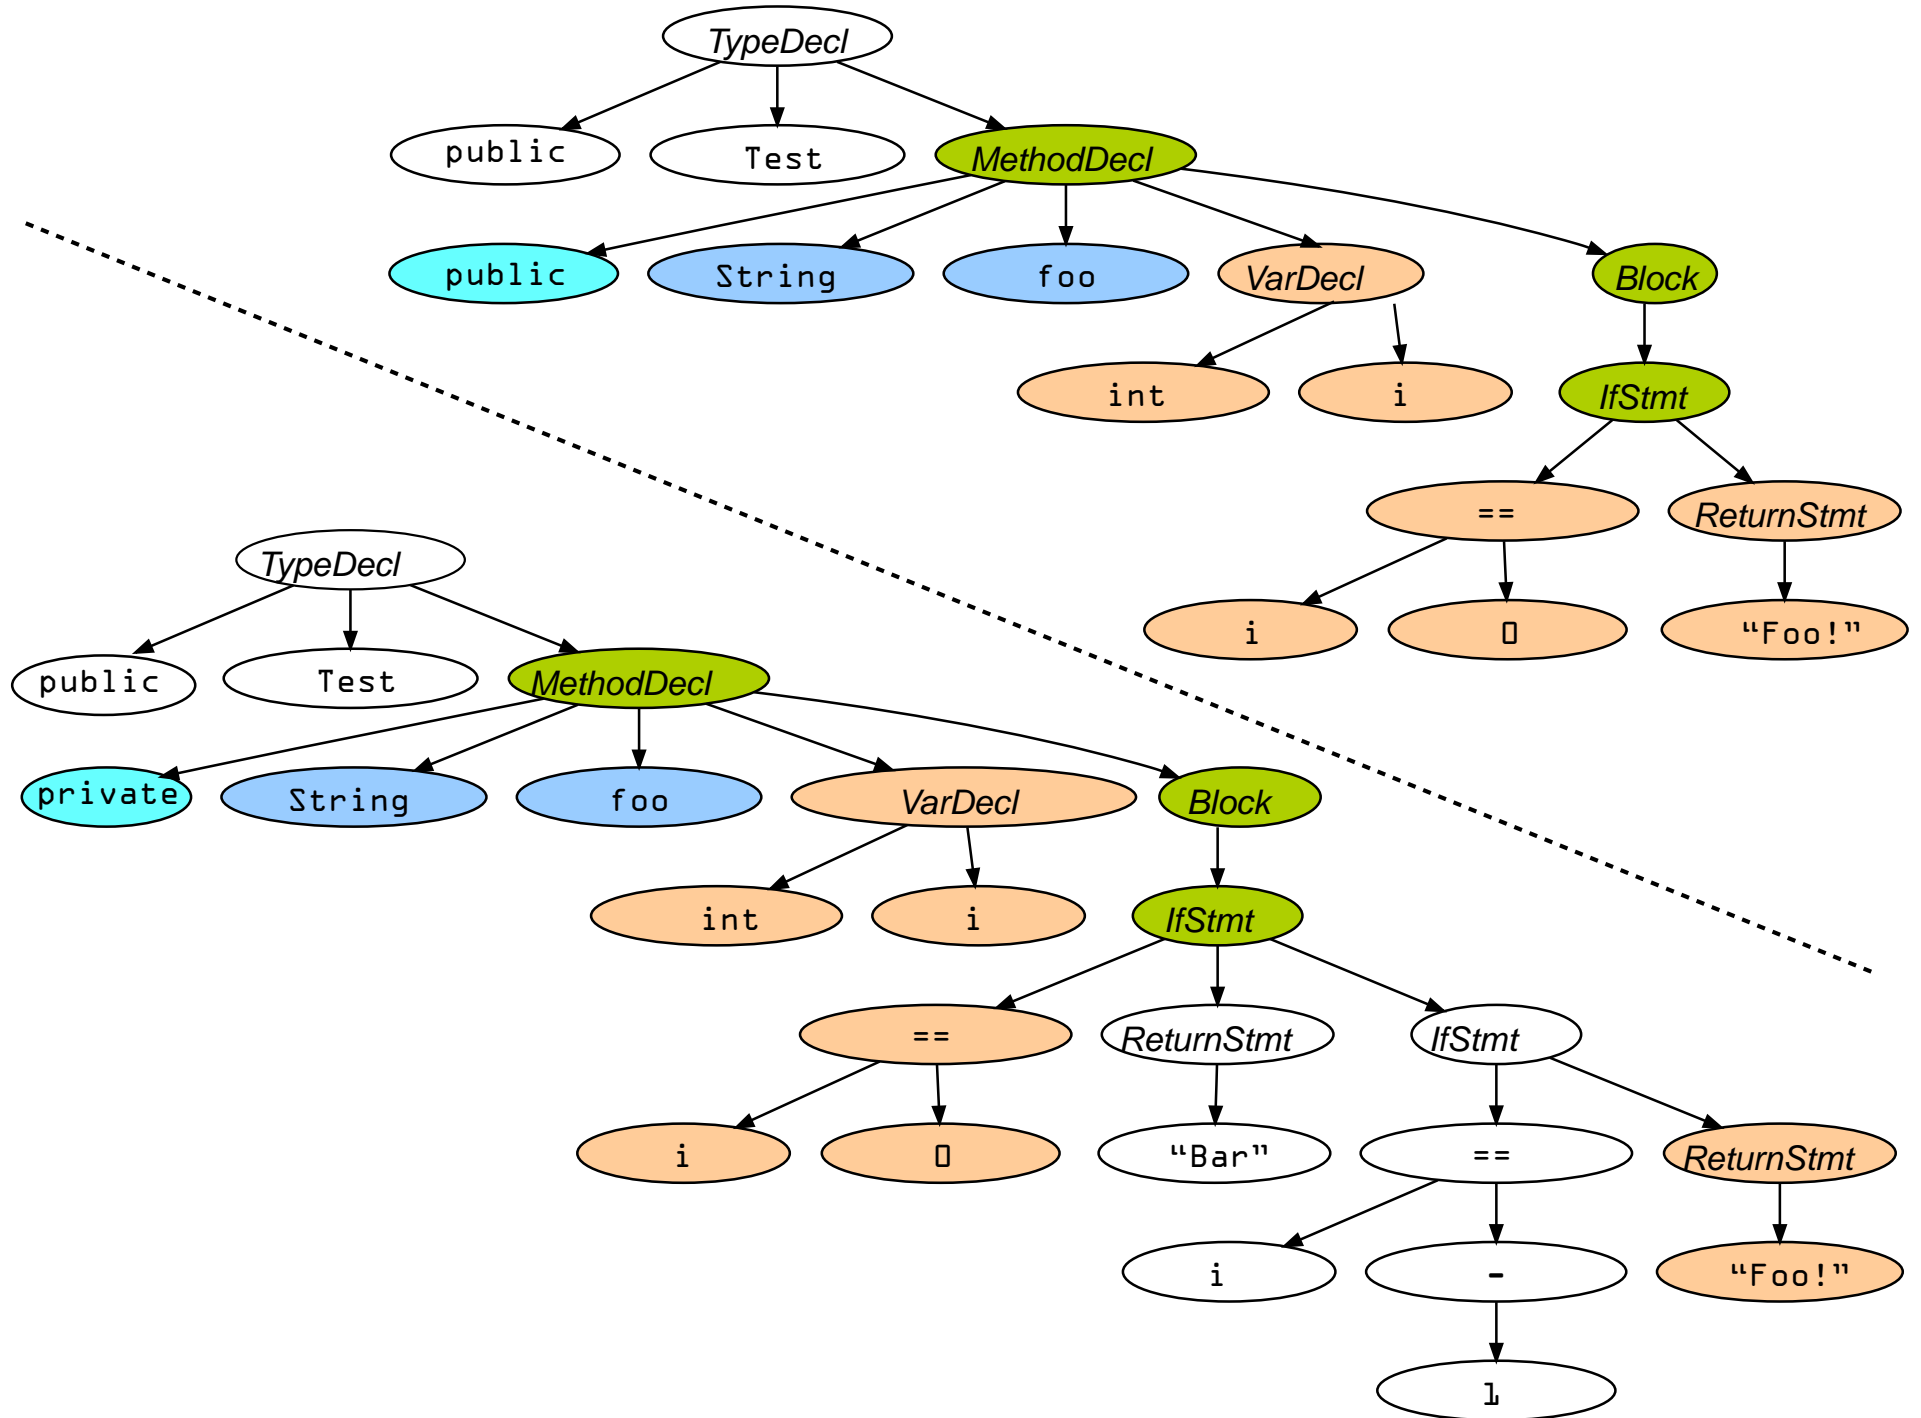 TypeDecl
public
Test
MethodDecl
public
String
foo
VarDecl
Block
int
i
IfStmt
==
ReturnStmt
i
0
“Foo!”
TypeDecl
public
Test
MethodDecl
private
String
foo
VarDecl
Block
int
i
IfStmt
==
ReturnStmt
IfStmt
i
0
“Bar”
==
ReturnStmt
i
-
“Foo!”
1